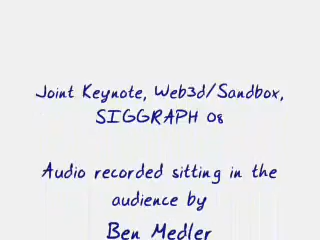 Joint Keynote, Web3d/Sandbox,
SIGGRAPH 08
Audio recorded sitting in the
audience by
Ben Medler